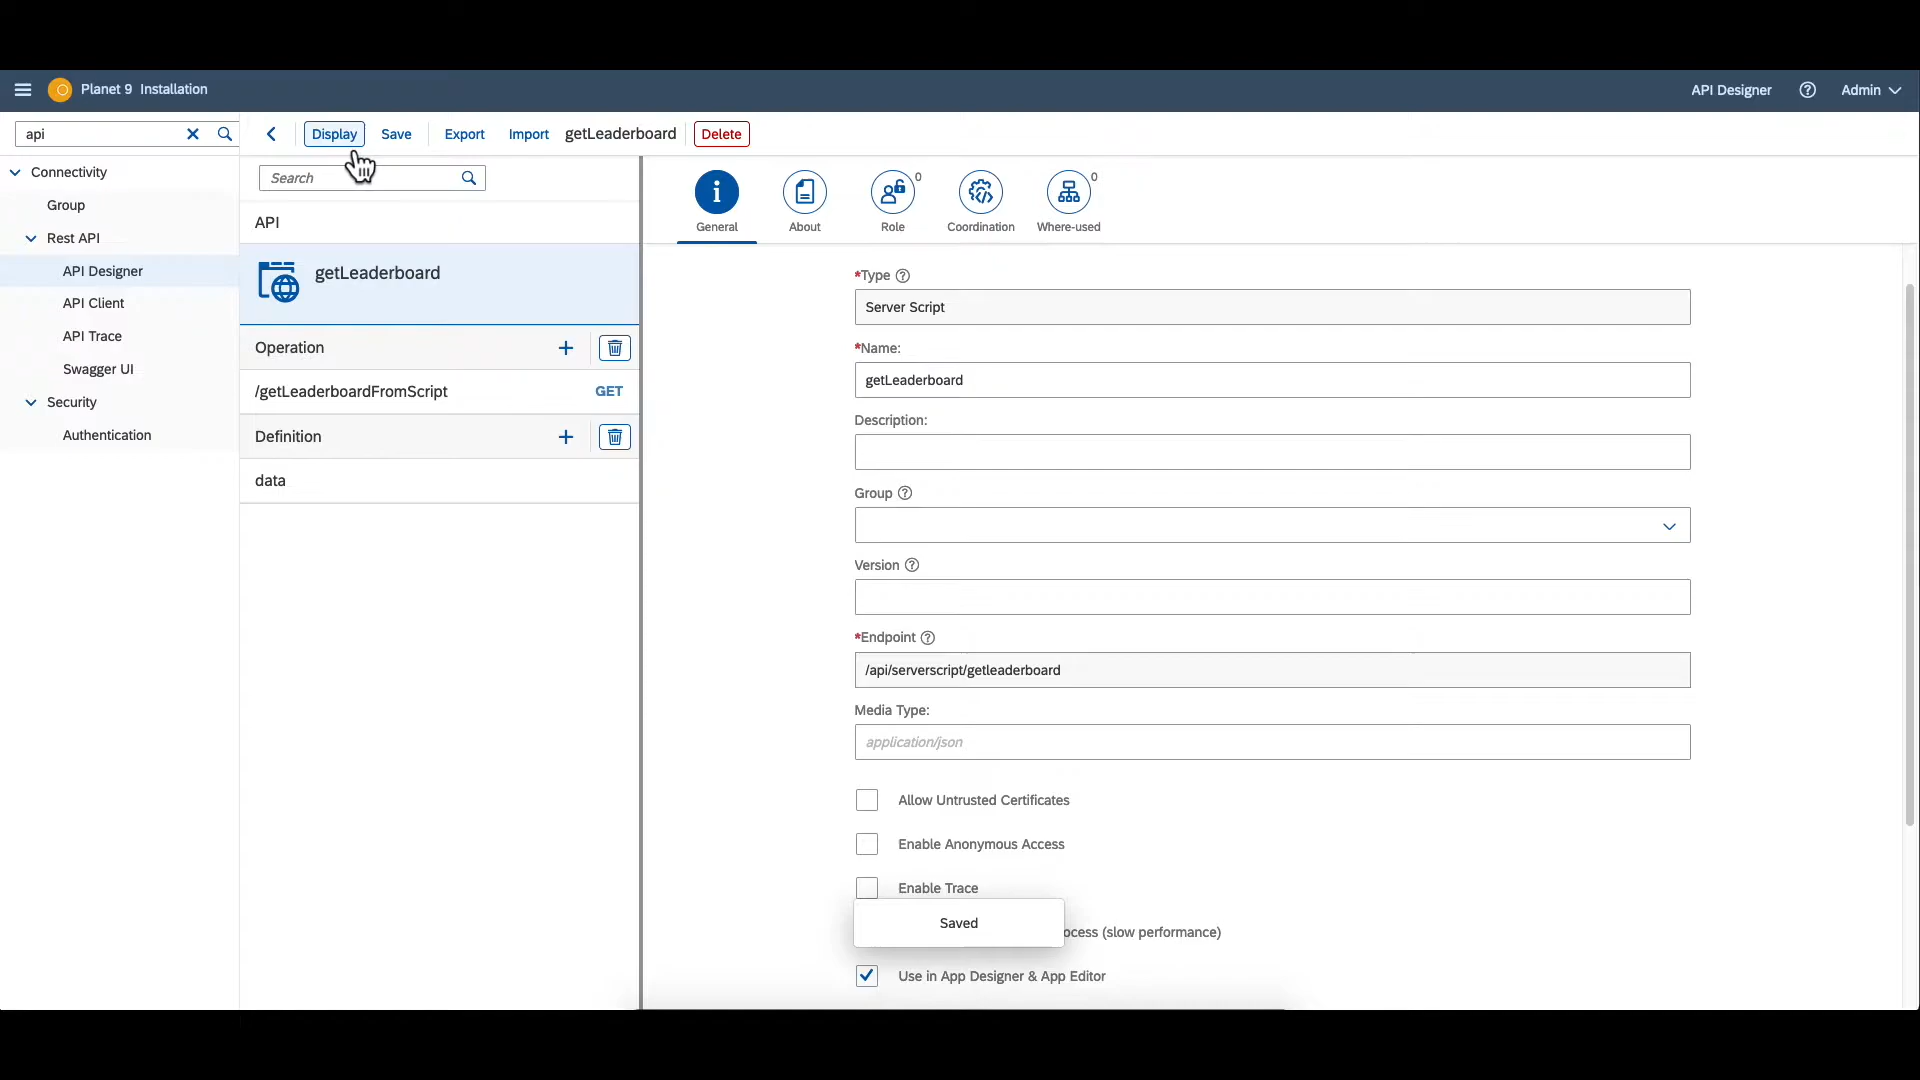 Planet 9 Installation
API Designer
Admin
api
Display
Save
Export
Import
getLeaderboard
Delete
Connectivity
Group
Rest API
API Designer
API Client
API Trace
Swagger UI
Security
Authentication
Search
API
getLeaderboard
Operation
/getLeaderboardFromScript GET
Definition
data
General
About
0
Role
Coordination
0
Where-used
*Type
Server Script
*Name:
getLeaderboard
Description:
Group
Version
*Endpoint
/api/serverscript/getleaderboard
Media Type:
application/json
Allow Untrusted Certificates
Enable Anonymous Access
Enable Trace
Saved
(slow performance)
Use in App Designer & App Editor